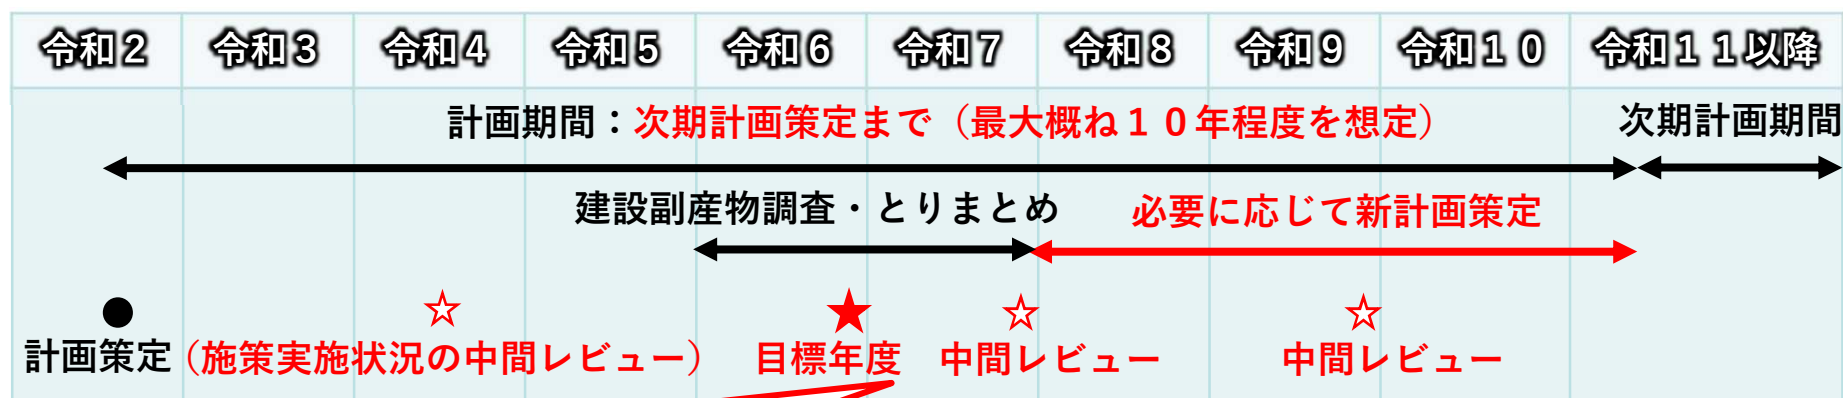 令和２ 令和３ 令和４ 令和５ 令和６ 令和７ 令和８ 令和９ 令和１０ 令和１１以降
計画期間：次期計画策定まで（最大概ね１０年程度を想定） 次期計画期間
建設副産物調査・とりまとめ 必要に応じて新計画策定
計画策定 （施策実施状況の中間レビュー） 目標年度 中間レビュー 中間レビュー